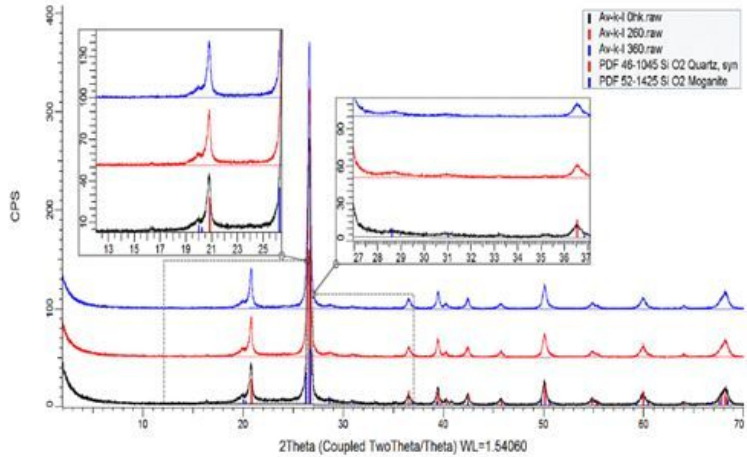 400
300
200
100
0
CPS
Av-k-I 0hk.raw
Av-k-I 260.raw
Av-k-I 360.raw
PDF 46-1045 Si O2 Quartz, syn
PDF 52-1425 Si O2 Moganite
130
100
70
40
10
13 15 17 19 21 23 25
90
60
30
0
27 28 29 30 31 32 33 34 35 36 37
10 20 30 40 50 60 70
2Theta (Coupled TwoTheta/Theta) WL=1.54060